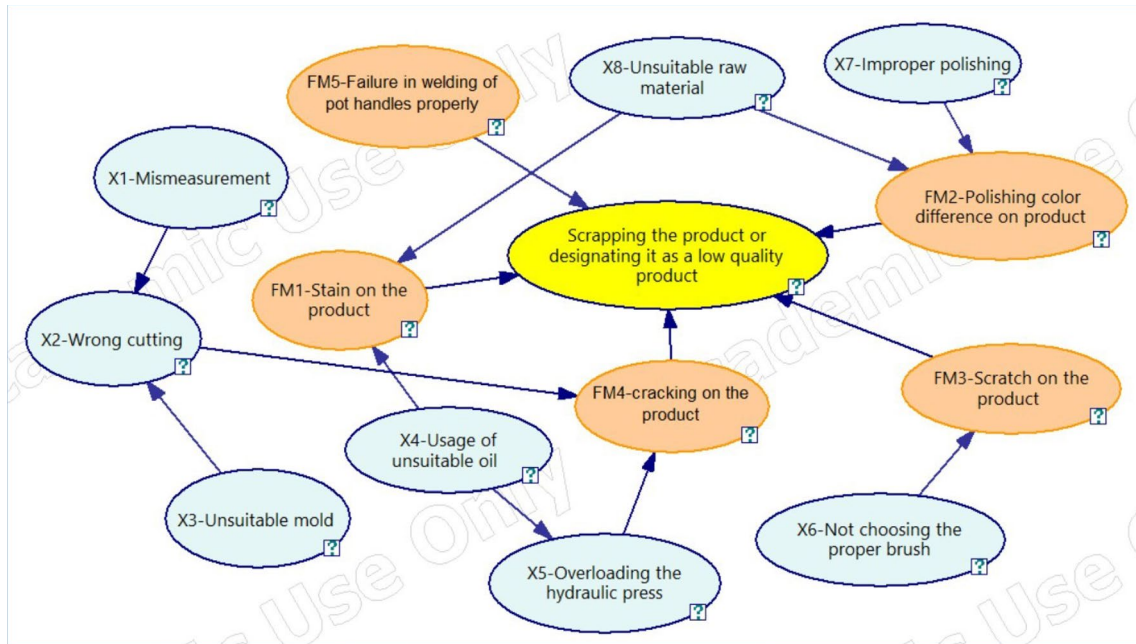 FM5-Failure in welding of
pot handles properly
?
X8-Unsuitable raw
material
?
X7-Improper polishing
?
X1-Mismeasurement
?
FM2-Polishing color
difference on product
?
Scrapping the product or
designating it as a low quality
product
?
FM1-Stain on the
product
?
X2-Wrong cutting
?
FM4-cracking on the
product
?
FM3-Scratch on the
product
?
X4-Usage of
unsuitable oil
?
X3-Unsuitable mold
?
X6-Not choosing the
proper brush
?
X5-Overloading the
hydraulic press
?